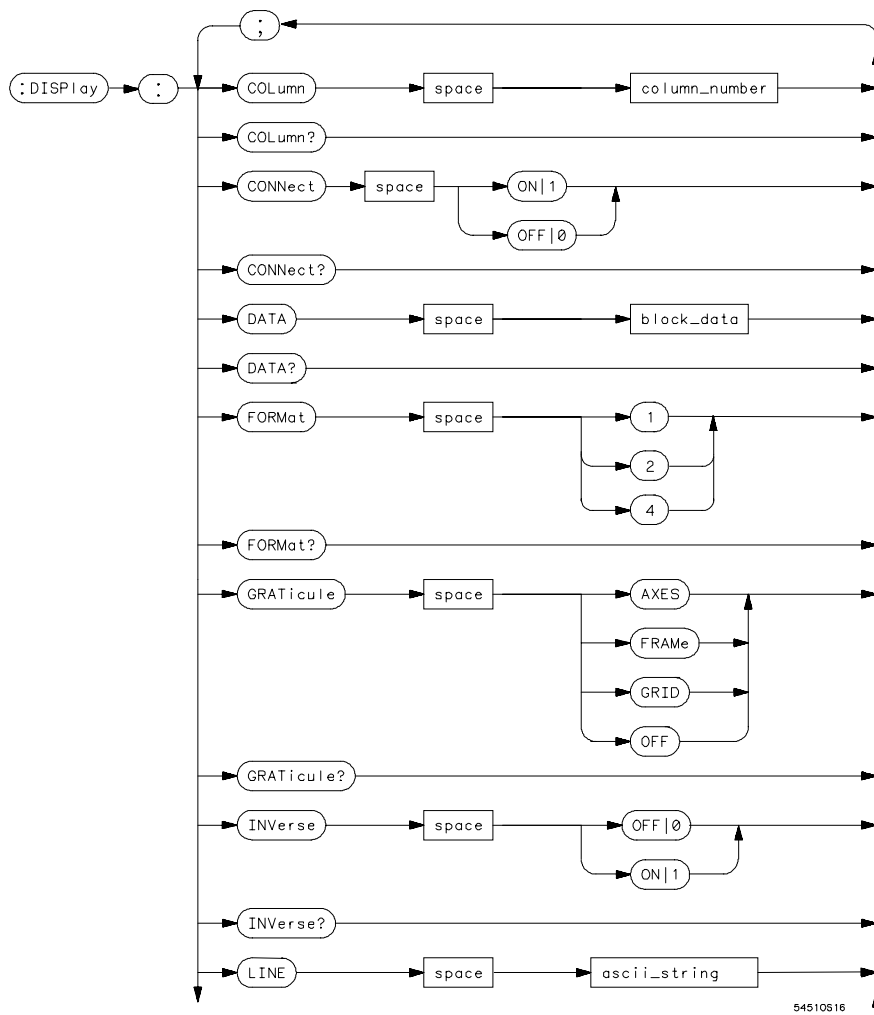 ;
:DISPlay : COLumn space column_number
COLumn?
CONNect space ON|1
OFF|0
CONNect?
DATA space block_data
DATA?
FORMat space 1
2
4
FORMat?
GRATicule space AXES
FRAMe
GRID
OFF
GRATicule?
INVerse space OFF|0
ON|1
INVerse?
LINE space ascii_string
54510S16